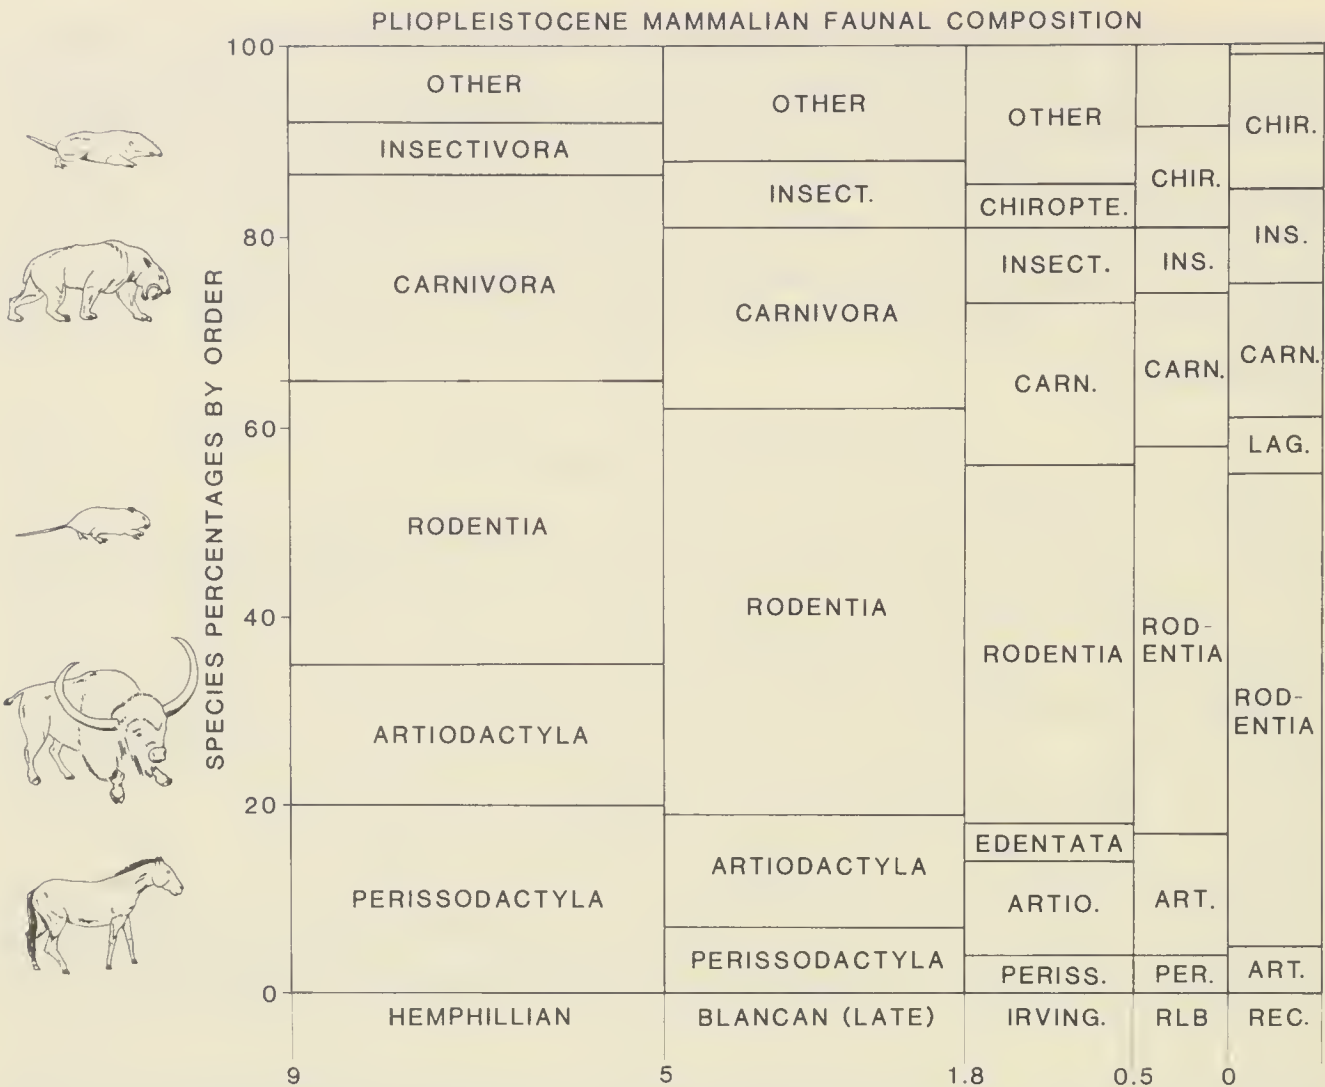 PLIOPLEISTOCENE MAMMALIAN FAUNAL COMPOSITION
SPECIES PERCENTAGES BY ORDER
100
80
60
40
20
0
OTHER
INSECTIVORA
CARNIVORA
RODENTIA
ARTIODACTYLA
PERISSODACTYLA
HEMPHILLIAN
OTHER
INSECT.
CARNIVORA
RODENTIA
ARTIODACTYLA
PERISSODACTYLA
BLANCAN (LATE)
OTHER
CHIROPTE.
INSECT.
CARN.
RODENTIA
EDENTATA
ARTIO.
PERISS.
IRVING.
CHIR.
INS.
CARN.
ROD-
ENTIA
ART.
PER.
RLB
CHIR.
INS.
CARN.
LAG.
ROD-
ENTIA
ART.
REC.
9 5 1.8 0.5 0